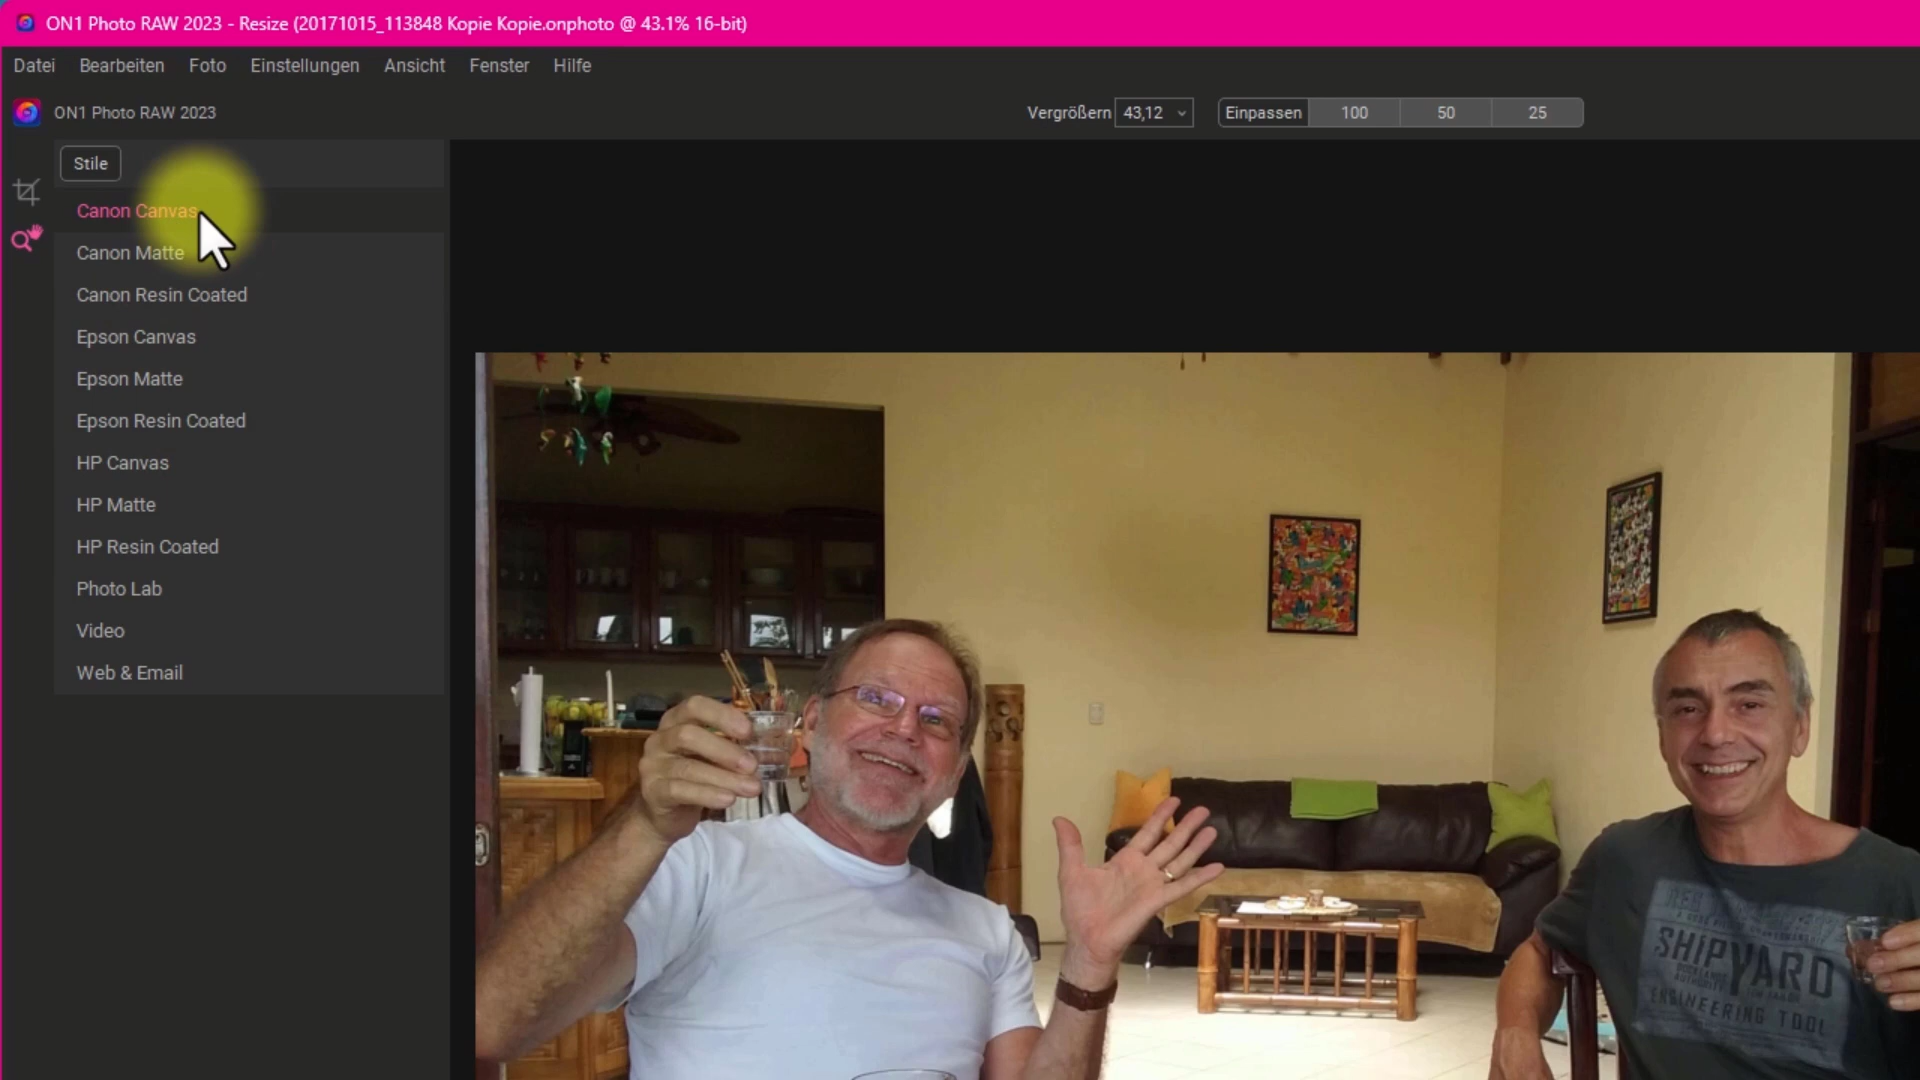 ON1 Photo RAW 2023 - Resize (20171015_113848 Kopie Kopie.onphoto @ 43.1% 16-bit)
Datei Bearbeiten Foto Einstellungen Ansicht Fenster Hilfe
ON1 Photo RAW 2023 Vergrößern 43,12 Einpassen 100 50 25
Stile
Canon Canvas
Canon Matte
Canon Resin Coated
Epson Canvas
Epson Matte
Epson Resin Coated
HP Canvas
HP Matte
HP Resin Coated
Photo Lab
Video
Web & Email
SHIPYARD
ENGINEERING TOOL